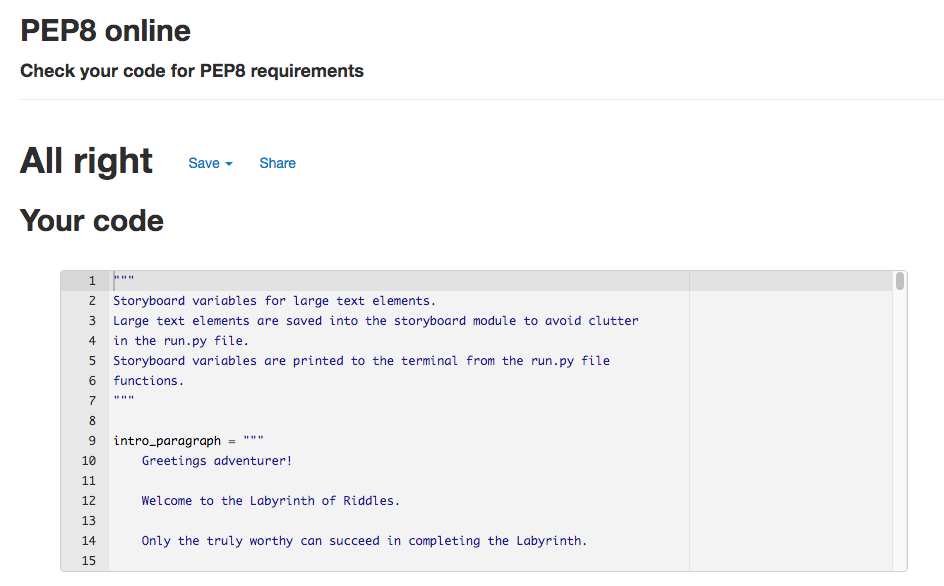 PEP8 online
Check your code for PEP8 requirements
All right Save Share
Your code
1 """
2 Storyboard variables for large text elements.
3 Large text elements are saved into the storyboard module to avoid clutter
4 in the run.py file.
5 Storyboard variables are printed to the terminal from the run.py file
6 functions.
7 """
8
9 intro_paragraph = """
10     Greetings adventurer!
11
12     Welcome to the Labyrinth of Riddles.
13
14     Only the truly worthy can succeed in completing the Labyrinth.
15